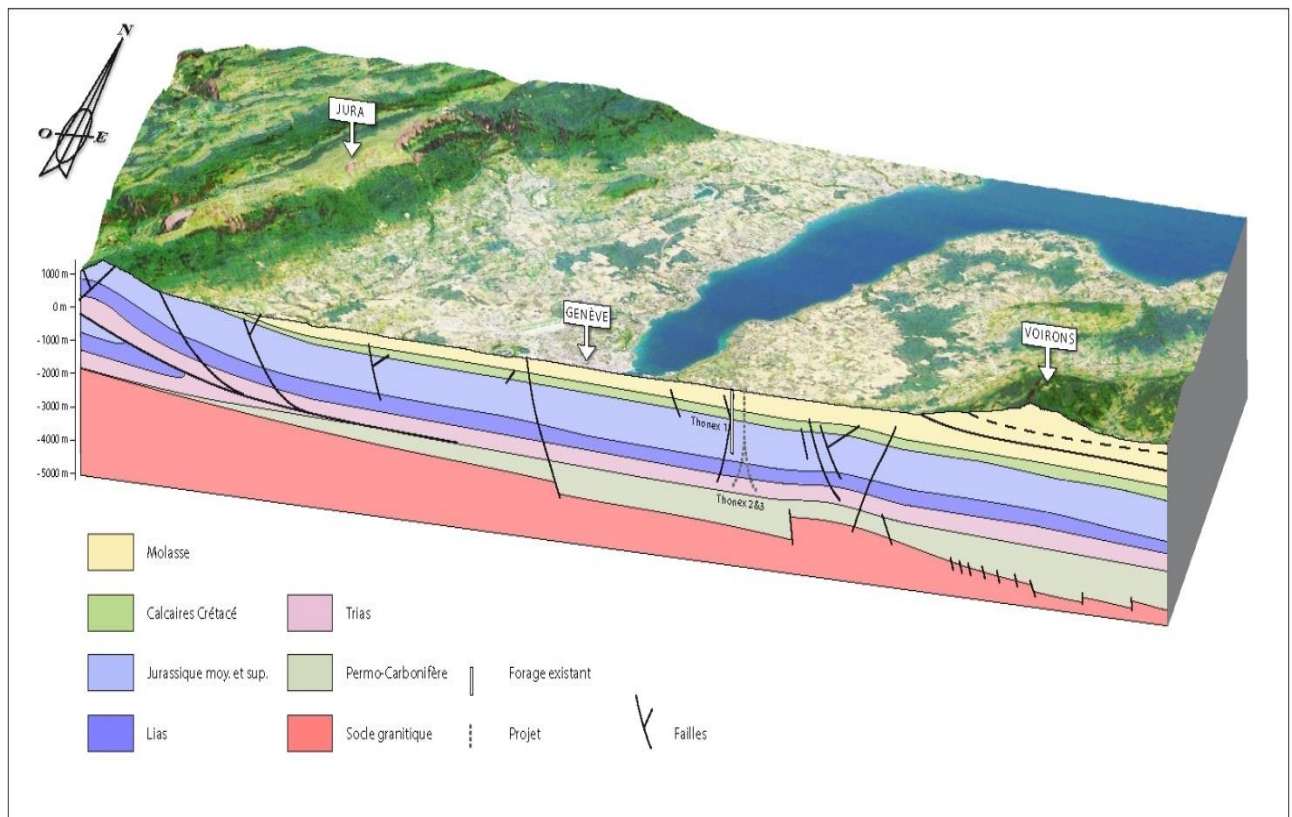 N
O E
JURA
GENÈVE
VOIRONS
1000 m
0 m
-1000 m
-2000 m
-3000 m
-4000 m
-5000 m
Thonex 1
Thonex 2&3
Molasse
Calcaires Crétacé
Trias
Jurassique moy. et sup.
Permo-Carbonifère
Forage existant
Lias
Socle granitique
Projet
Failles